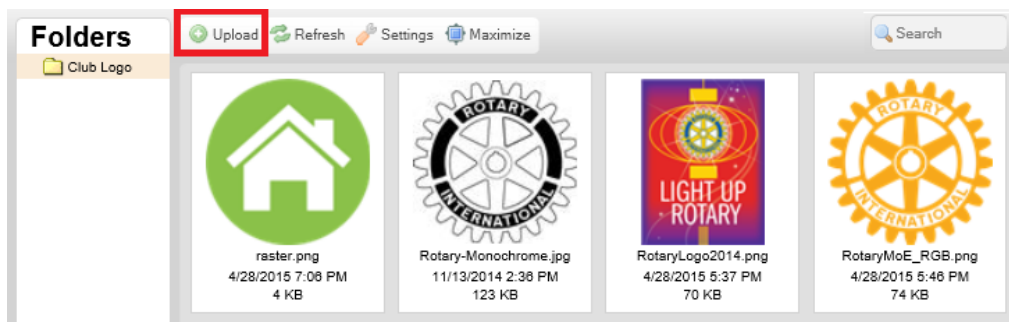 Folders
Club Logo
Upload Refresh Settings Maximize
Search
ROTARY
INTERNATIONAL
raster.png
4/28/2015 7:06 PM
4 KB
Rotary-Monochrome.jpg
11/13/2014 2:36 PM
123 KB
LIGHT UP
ROTARY
RotaryLogo2014.png
4/28/2015 5:37 PM
70 KB
ROTARY
INTERNATIONAL
RotaryMoE_RGB.png
4/28/2015 5:46 PM
74 KB